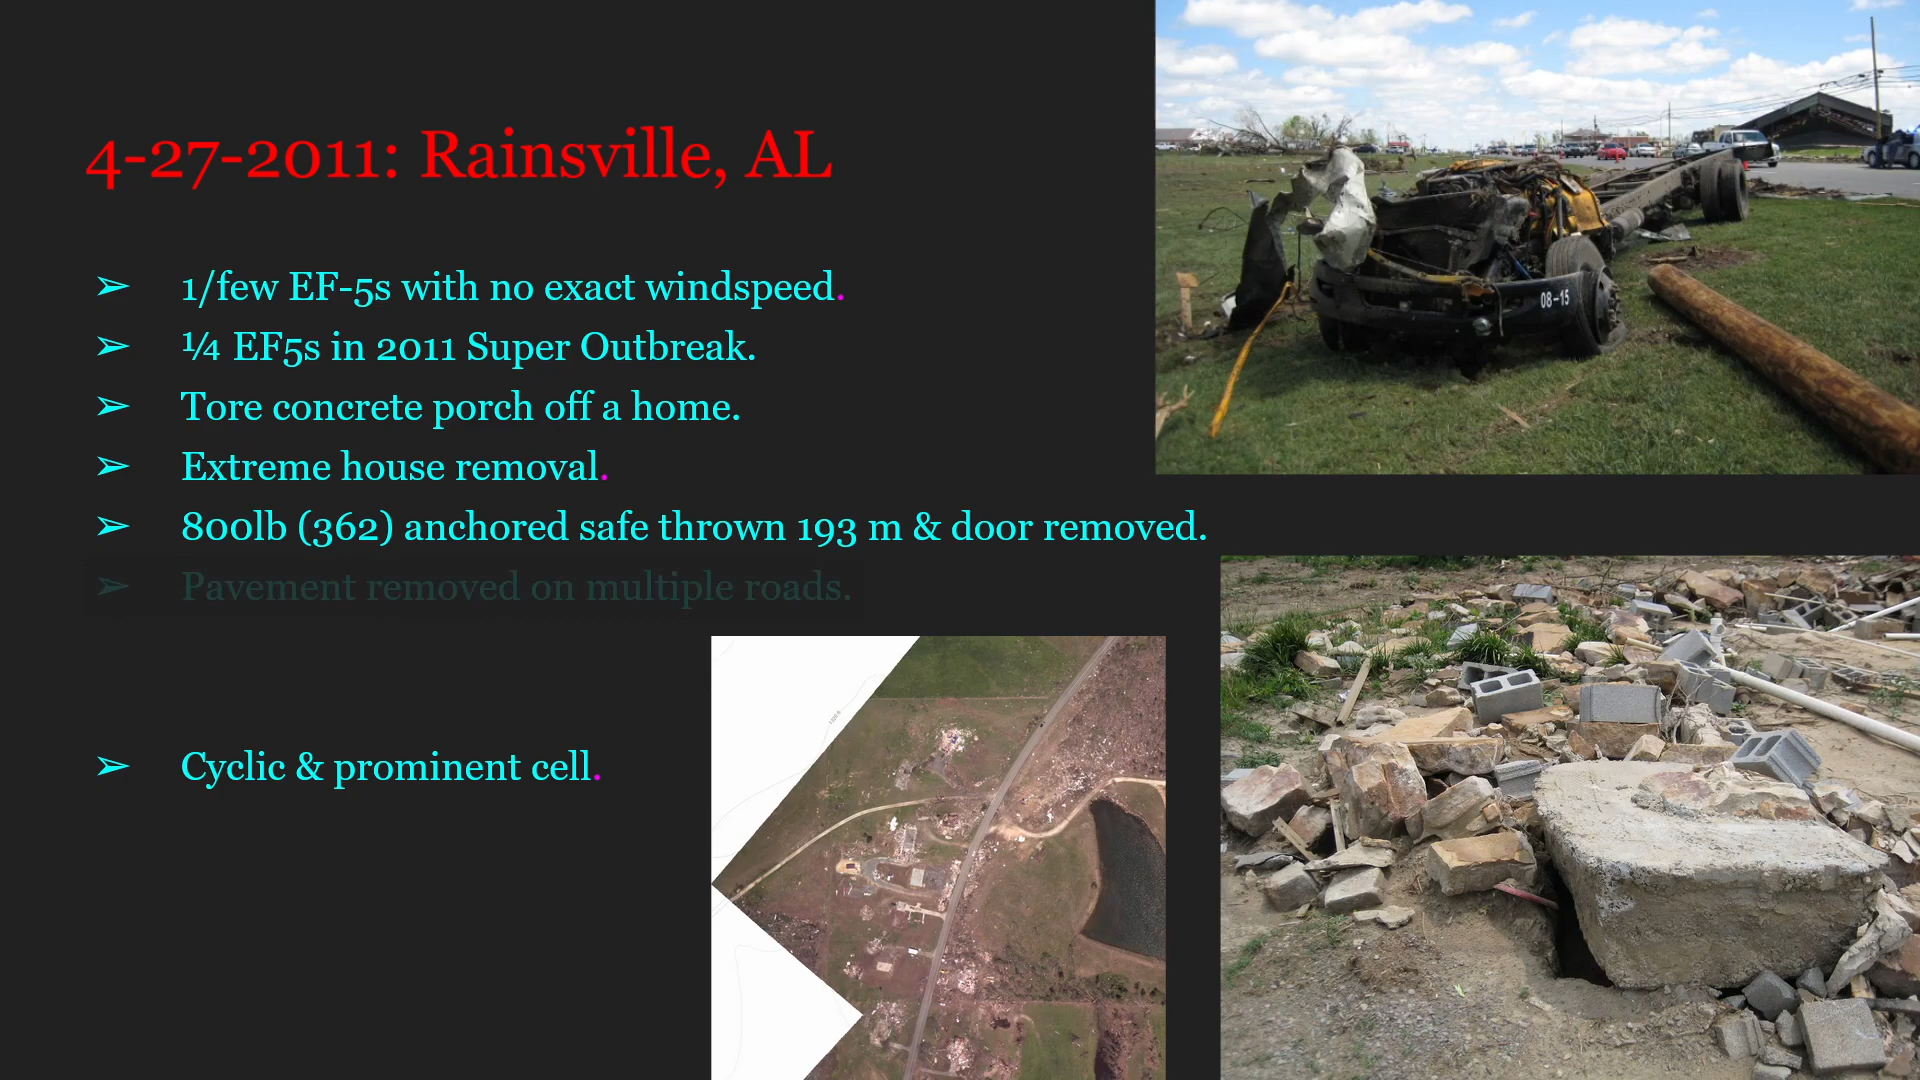 4-27-2011: Rainsville, AL
➢ 1/few EF-5s with no exact windspeed.
➢ ¼ EF5s in 2011 Super Outbreak.
➢ Tore concrete porch off a home.
➢ Extreme house removal.
➢ 800lb (362) anchored safe thrown 193 m & door removed.
➢ Pavement removed on multiple roads.
➢ Cyclic & prominent cell.
08-15